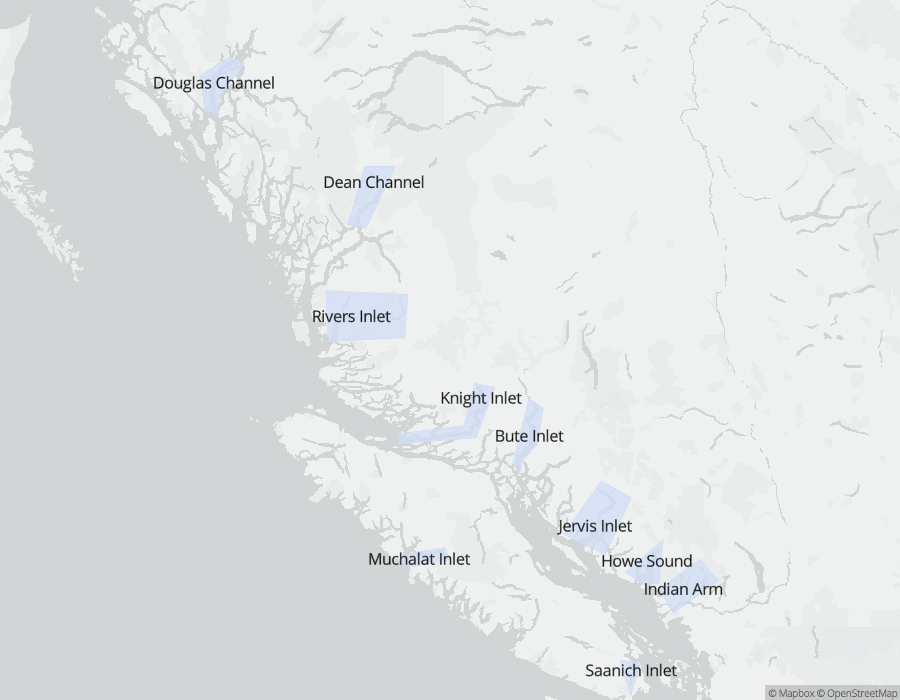 Douglas Channel
Dean Channel
Rivers Inlet
Knight Inlet
Bute Inlet
Jervis Inlet
Muchalat Inlet
Howe Sound
Indian Arm
Saanich Inlet
© Mapbox © OpenStreetMap